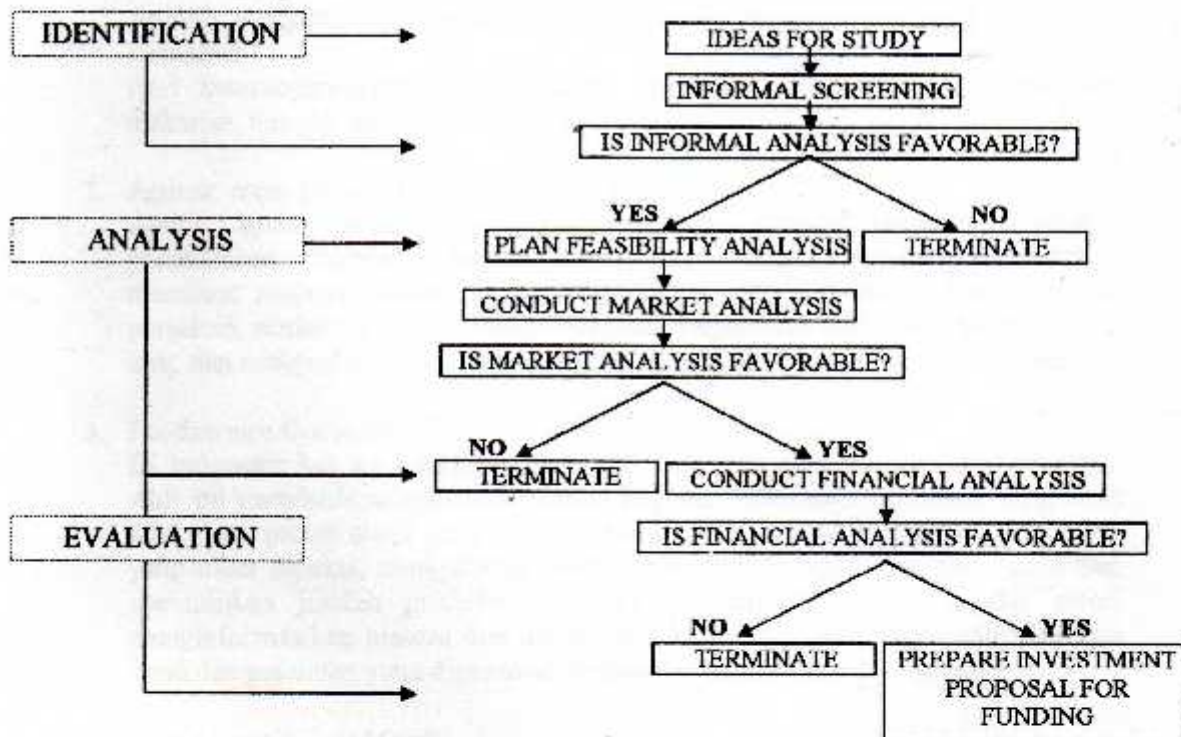 IDENTIFICATION
IDEAS FOR STUDY
INFORMAL SCREENING
IS INFORMAL ANALYSIS FAVORABLE?
YES
NO
ANALYSIS
PLAN FEASIBILITY ANALYSIS
TERMINATE
CONDUCT MARKET ANALYSIS
IS MARKET ANALYSIS FAVORABLE?
NO
YES
TERMINATE
CONDUCT FINANCIAL ANALYSIS
EVALUATION
IS FINANCIAL ANALYSIS FAVORABLE?
NO
YES
TERMINATE
PREPARE INVESTMENT
PROPOSAL FOR
FUNDING